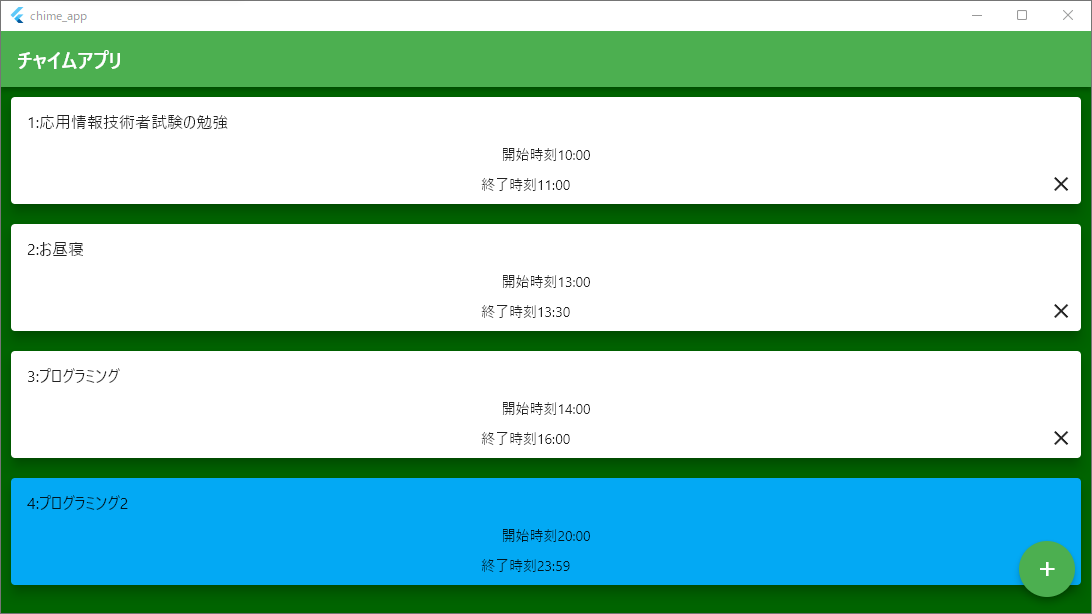 chime_app
チャイムアプリ
1:応用情報技術者試験の勉強
開始時刻10:00
終了時刻11:00
2:お昼寝
開始時刻13:00
終了時刻13:30
3:プログラミング
開始時刻14:00
終了時刻16:00
4:プログラミング2
開始時刻20:00
終了時刻23:59